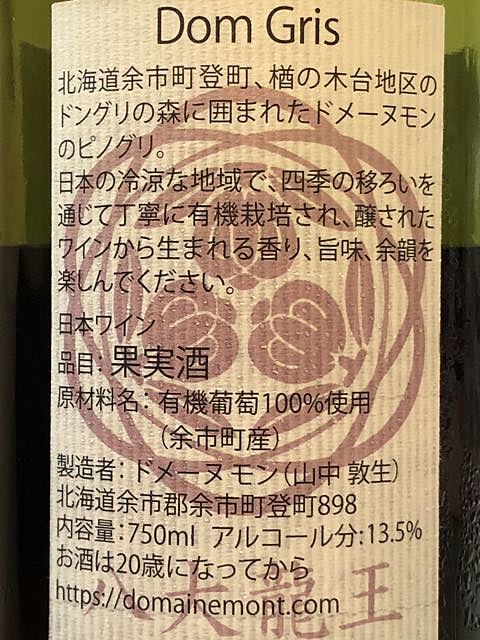 Dom Gris
北海道余市町登町、楢の木台地区の
ドングリの森に囲まれたドメーヌモン
のピノグリ。
日本の冷涼な地域で、四季の移ろいを
通じて丁寧に有機栽培され、醸された
ワインから生まれる香り、旨味、余韻を
楽しんでください。
日本ワイン
品目：果実酒
原材料名：有機葡萄100%使用
（余市町産）
製造者：ドメーヌ モン（山中 敦生）
北海道余市郡余市町登町898
内容量：750ml アルコール分：13.5%
お酒は20歳になってから
https://domainemont.com
八大龍王